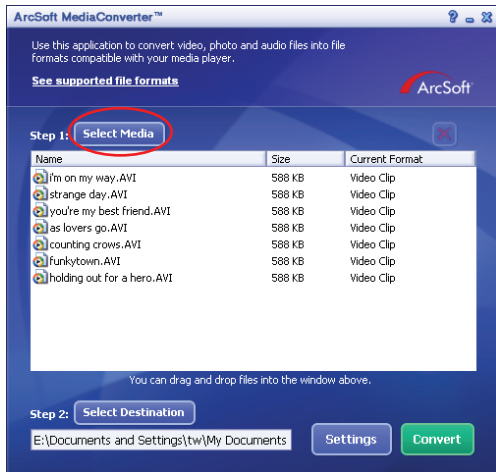 ArcSoft MediaConverter™
Use this application to convert video, photo and audio files into file
formats compatible with your media player.
See supported file formats
ArcSoft
Step 1: Select Media
Name Size Current Format
i'm on my way.AVI 588 KB Video Clip
strange day.AVI 588 KB Video Clip
you're my best friend.AVI 588 KB Video Clip
as lovers go.AVI 588 KB Video Clip
counting crows.AVI 588 KB Video Clip
funkytown.AVI 588 KB Video Clip
holding out for a hero.AVI 588 KB Video Clip
You can drag and drop files into the window above.
Step 2: Select Destination
E:\Documents and Settings\tw\My Documents Settings Convert